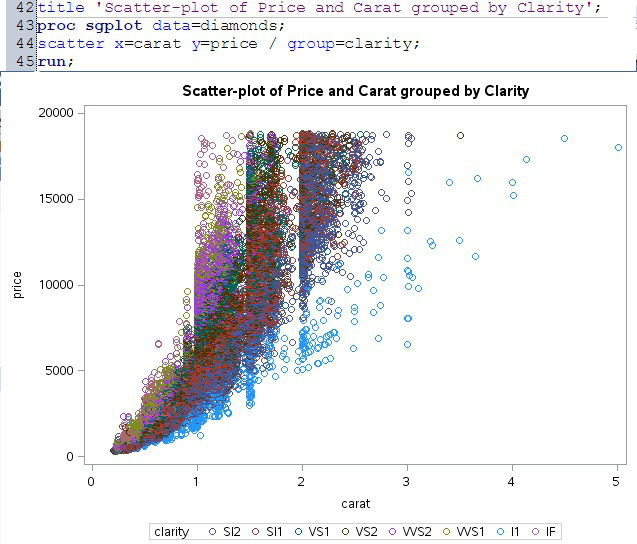 42 title 'Scatter-plot of Price and Carat grouped by Clarity';
43 proc sgplot data=diamonds;
44 scatter x=carat y=price / group=clarity;
45 run;
Scatter-plot of Price and Carat grouped by Clarity
20000
15000
10000
5000
0
price
0 1 2 3 4 5
carat
clarity SI2 SI1 VS1 VS2 VVS2 VVS1 I1 IF